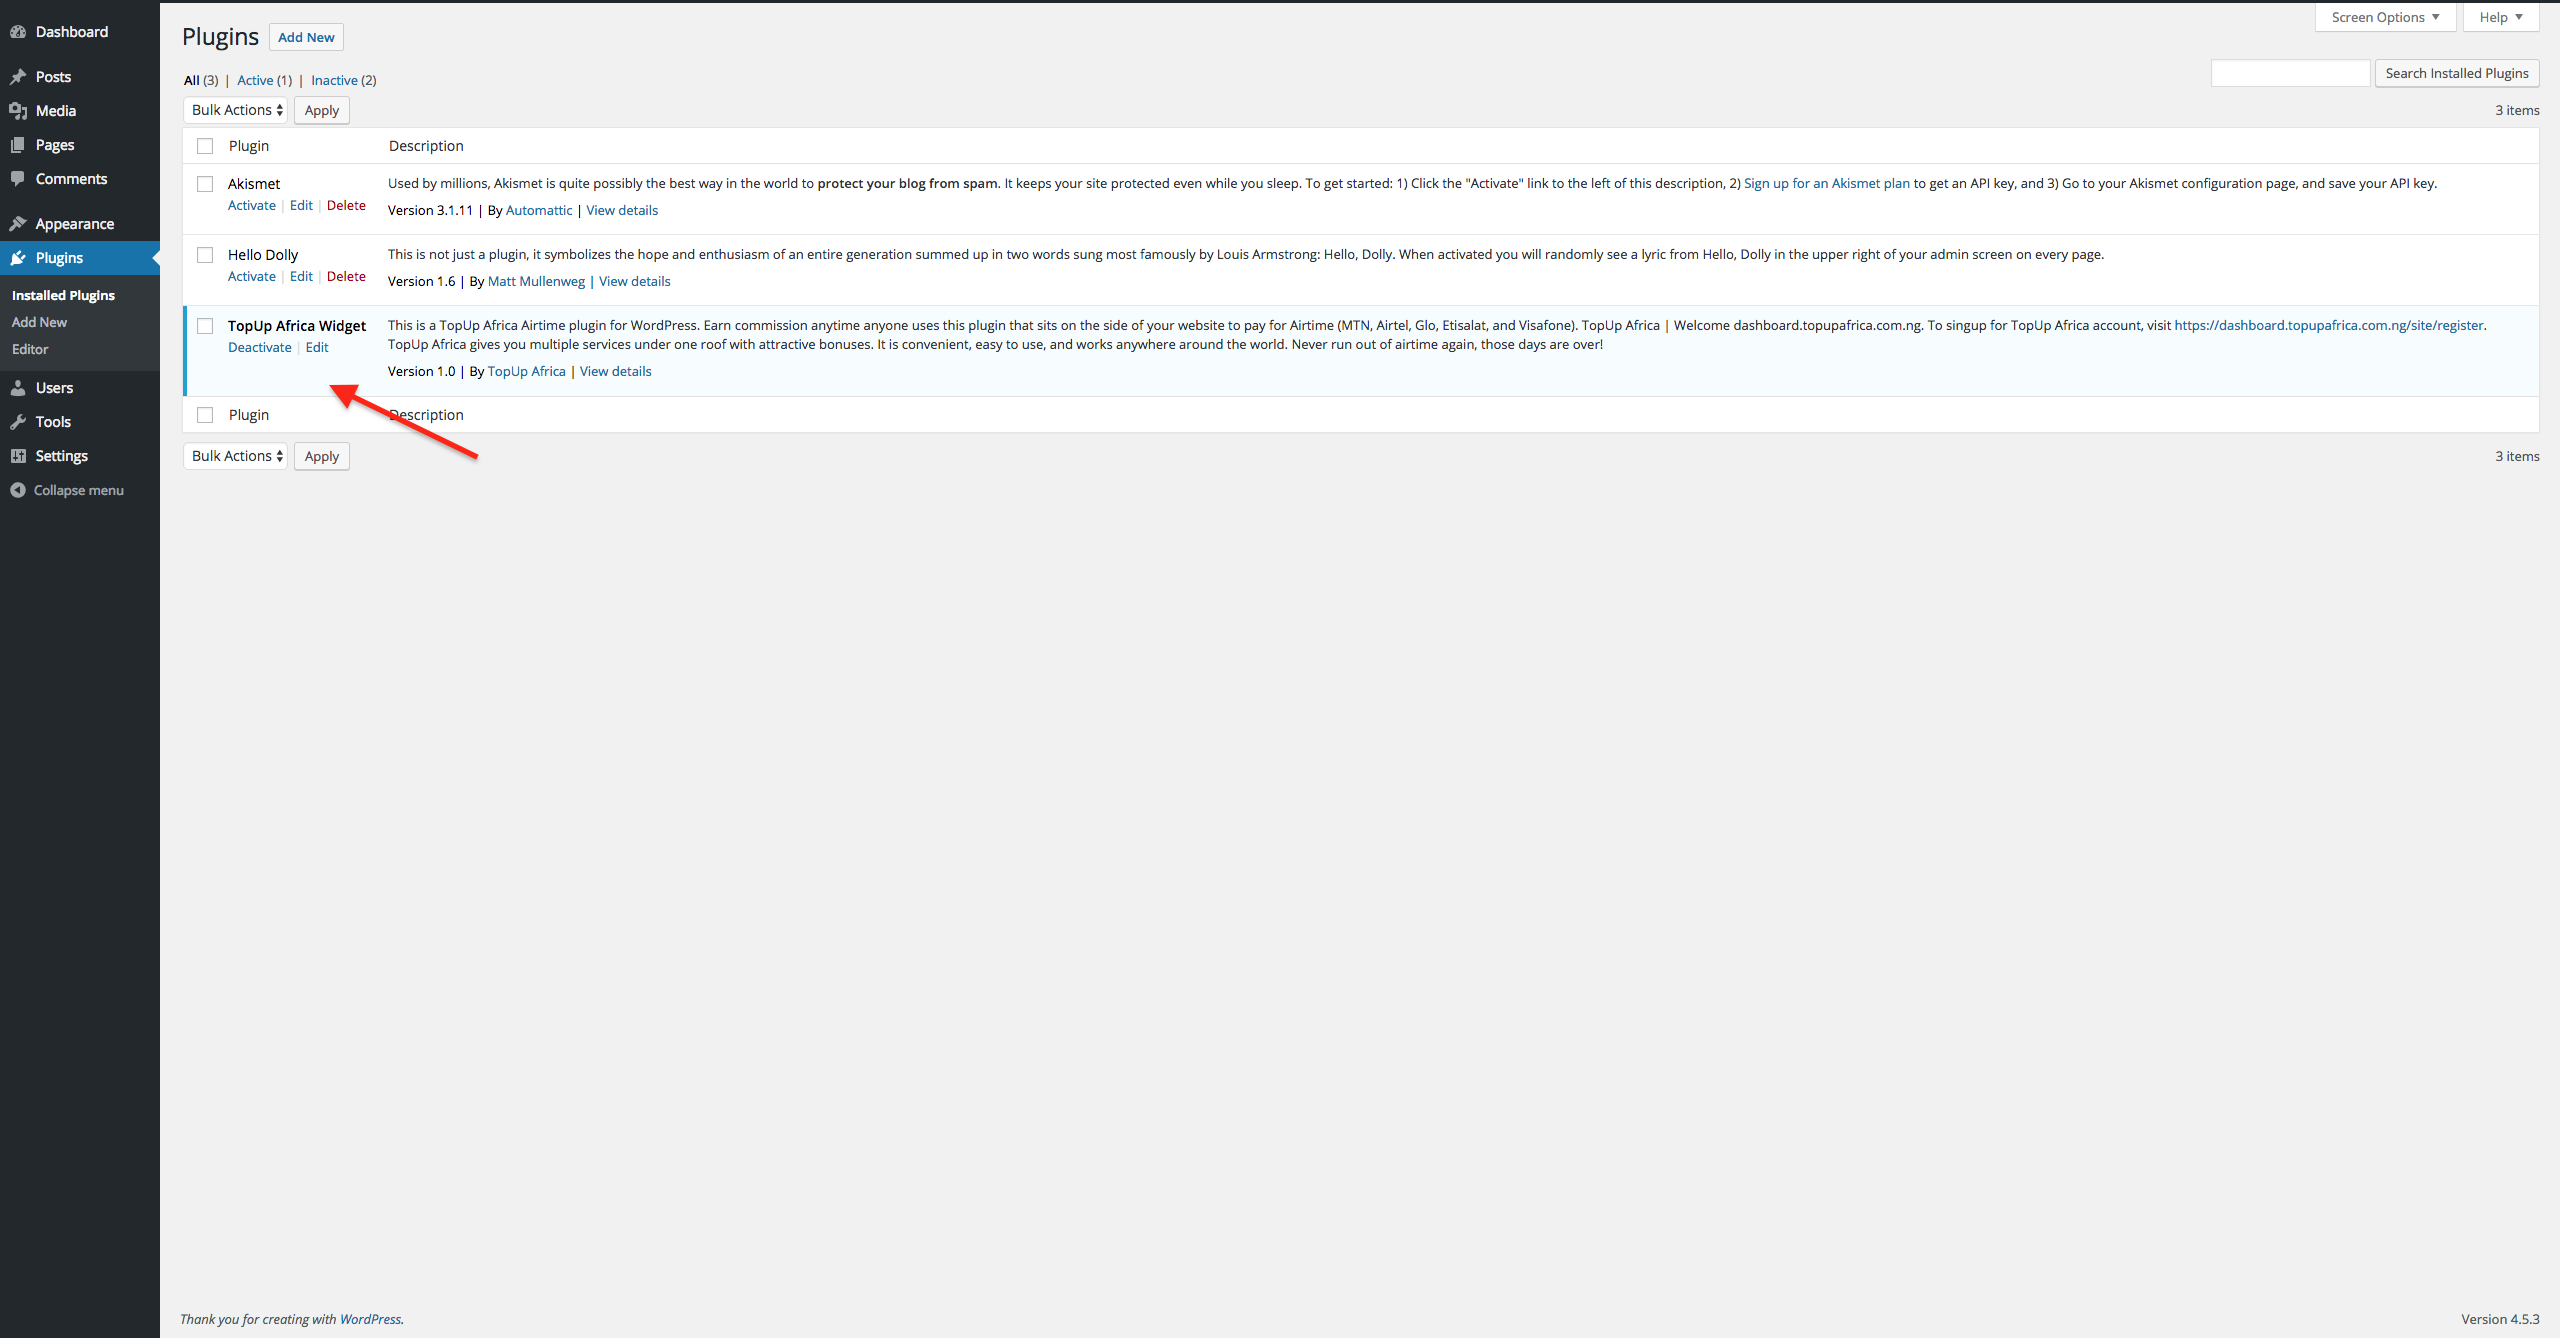 Dashboard
Posts
Media
Pages
Comments
Appearance
Plugins
Installed Plugins
Add New
Editor
Users
Tools
Settings
Collapse menu
Screen Options
Help
Plugins Add New
All (3) | Active (1) | Inactive (2)
Search Installed Plugins
Bulk Actions Apply
3 items
Plugin Description
Akismet
Activate | Edit | Delete
Used by millions, Akismet is quite possibly the best way in the world to protect your blog from spam. It keeps your site protected even while you sleep. To get started: 1) Click the "Activate" link to the left of this description, 2) Sign up for an Akismet plan to get an API key, and 3) Go to your Akismet configuration page, and save your API key.
Version 3.1.11 | By Automattic | View details
Hello Dolly
Activate | Edit | Delete
This is not just a plugin, it symbolizes the hope and enthusiasm of an entire generation summed up in two words sung most famously by Louis Armstrong: Hello, Dolly. When activated you will randomly see a lyric from Hello, Dolly in the upper right of your admin screen on every page.
Version 1.6 | By Matt Mullenweg | View details
TopUp Africa Widget
Deactivate | Edit
This is a TopUp Africa Airtime plugin for WordPress. Earn commission anytime anyone uses this plugin that sits on the side of your website to pay for Airtime (MTN, Airtel, Glo, Etisalat, and Visafone). TopUp Africa | Welcome dashboard.topupafrica.com.ng. To singup for TopUp Africa account, visit https://dashboard.topupafrica.com.ng/site/register.
TopUp Africa gives you multiple services under one roof with attractive bonuses. It is convenient, easy to use, and works anywhere around the world. Never run out of airtime again, those days are over!
Version 1.0 | By TopUp Africa | View details
Plugin Description
Bulk Actions Apply
3 items
Thank you for creating with WordPress.
Version 4.5.3